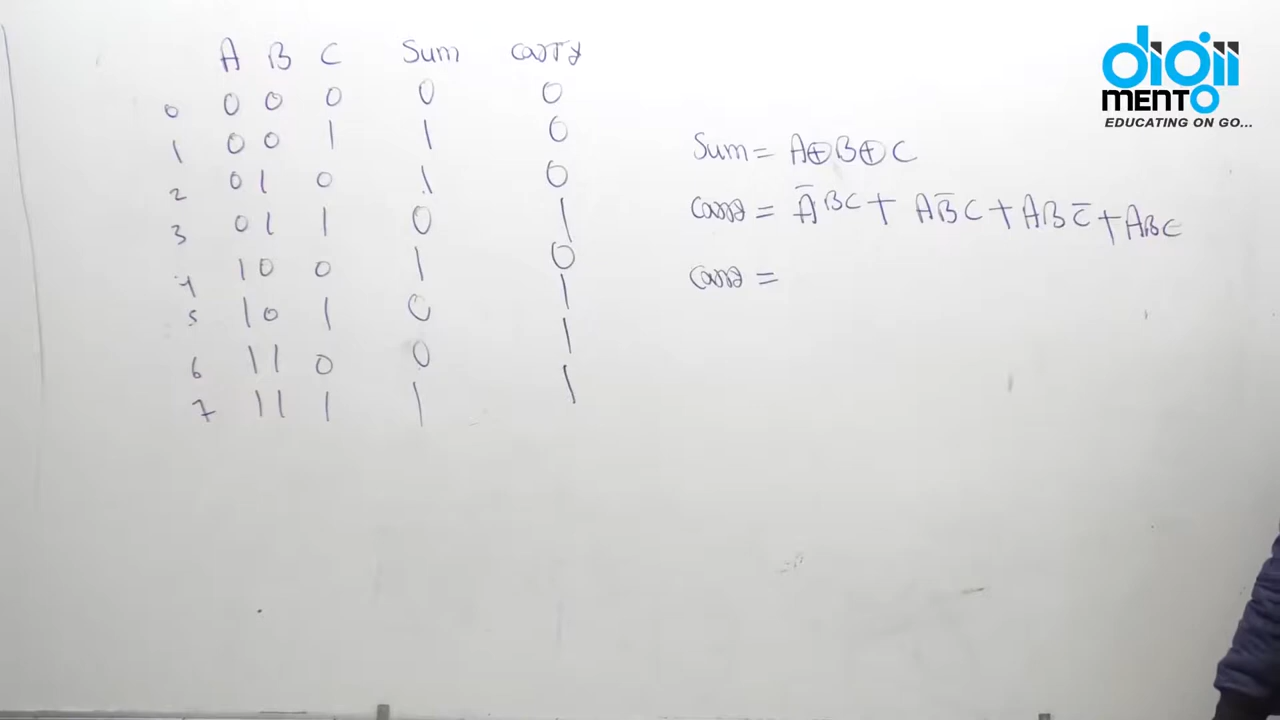 A B C Sum carry
0 0 0 0 0 0
1 0 0 1 1 0
2 0 1 0 1 0
3 0 1 1 0 1
4 1 0 0 1 0
5 1 0 1 0 1
6 1 1 0 0 1
7 1 1 1 1 1
Sum = A⊕B⊕C
carry = A̅BC + AB̅C + ABC̅ + ABC
carry =
digii
MENTO
EDUCATING ON GO...